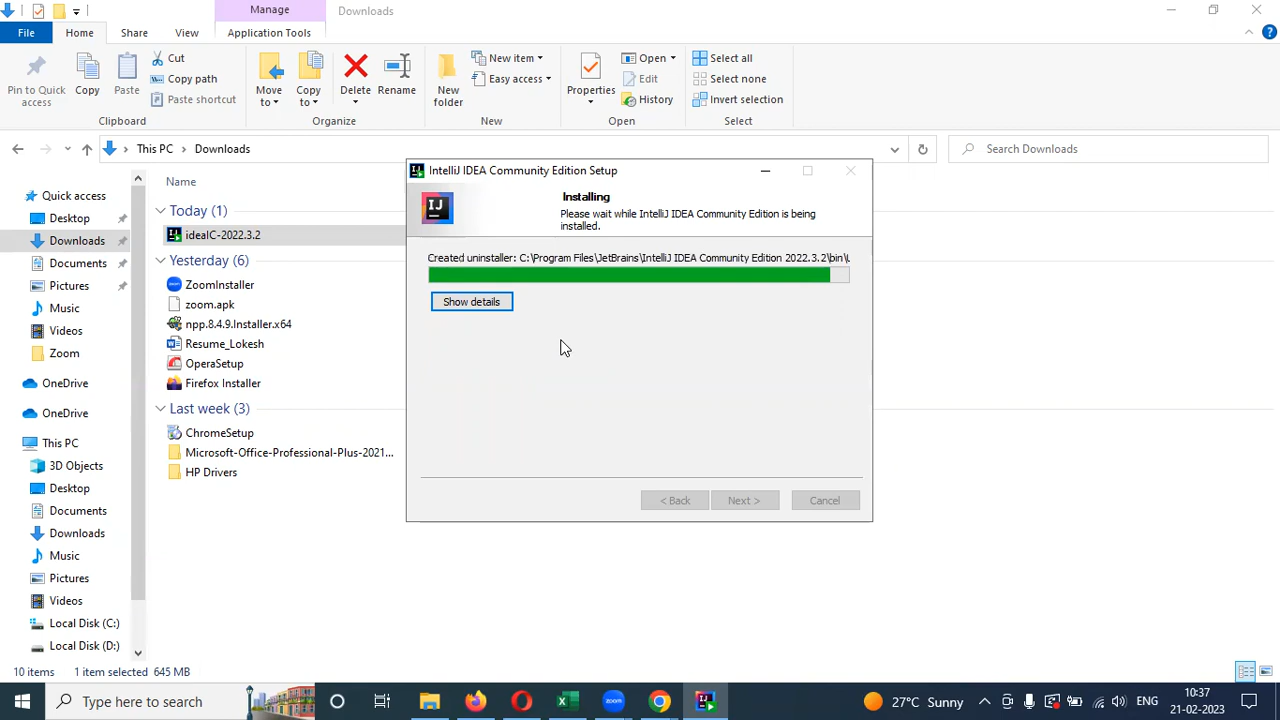 Manage
Downloads
File
Home
Share
View
Application Tools
Pin to Quick access
Copy
Paste
Cut
Copy path
Paste shortcut
Clipboard
Move to
Copy to
Delete
Rename
Organize
New folder
New item
Easy access
New
Properties
Open
Edit
History
Open
Select all
Select none
Invert selection
Select
This PC
Downloads
Search Downloads
Quick access
Desktop
Downloads
Documents
Pictures
Music
Videos
Zoom
OneDrive
OneDrive
This PC
3D Objects
Desktop
Documents
Downloads
Music
Pictures
Videos
Local Disk (C:)
Local Disk (D:)
Name
Today (1)
ideaIC-2022.3.2
Yesterday (6)
ZoomInstaller
zoom.apk
npp.8.4.9.Installer.x64
Resume_Lokesh
OperaSetup
Firefox Installer
Last week (3)
ChromeSetup
Microsoft-Office-Professional-Plus-2021...
HP Drivers
IntelliJ IDEA Community Edition Setup
IJ
Installing
Please wait while IntelliJ IDEA Community Edition is being
installed.
Created uninstaller: C:\Program Files\JetBrains\IntelliJ IDEA Community Edition 2022.3.2\bin\
Show details
< Back
Next >
Cancel
10 items
1 item selected 645 MB
Type here to search
zoom
27°C Sunny
ENG
10:37
21-02-2023